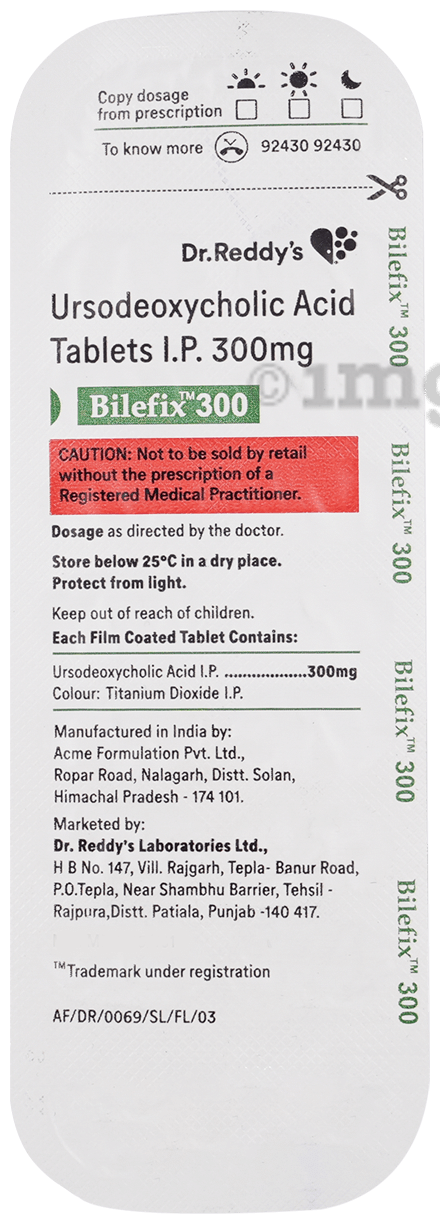 Copy dosage
from prescription
To know more 92430 92430
Dr.Reddy's
Ursodeoxycholic Acid
Tablets I.P. 300mg
Bilefix™300
CAUTION: Not to be sold by retail
without the prescription of a
Registered Medical Practitioner.
Dosage as directed by the doctor.
Store below 25°C in a dry place.
Protect from light.
Keep out of reach of children.
Each Film Coated Tablet Contains:
Ursodeoxycholic Acid I.P. ..................300mg
Colour: Titanium Dioxide I.P.
Manufactured in India by:
Acme Formulation Pvt. Ltd.,
Ropar Road, Nalagarh, Distt. Solan,
Himachal Pradesh - 174 101.
Marketed by:
Dr. Reddy's Laboratories Ltd.,
H B No. 147, Vill. Rajgarh, Tepla- Banur Road,
P.O.Tepla, Near Shambhu Barrier, Tehsil -
Rajpura,Distt. Patiala, Punjab -140 417.
™Trademark under registration
AF/DR/0069/SL/FL/03
Bilefix™ 300
Bilefix™ 300
Bilefix™ 300
Bilefix™ 300
© 1mg